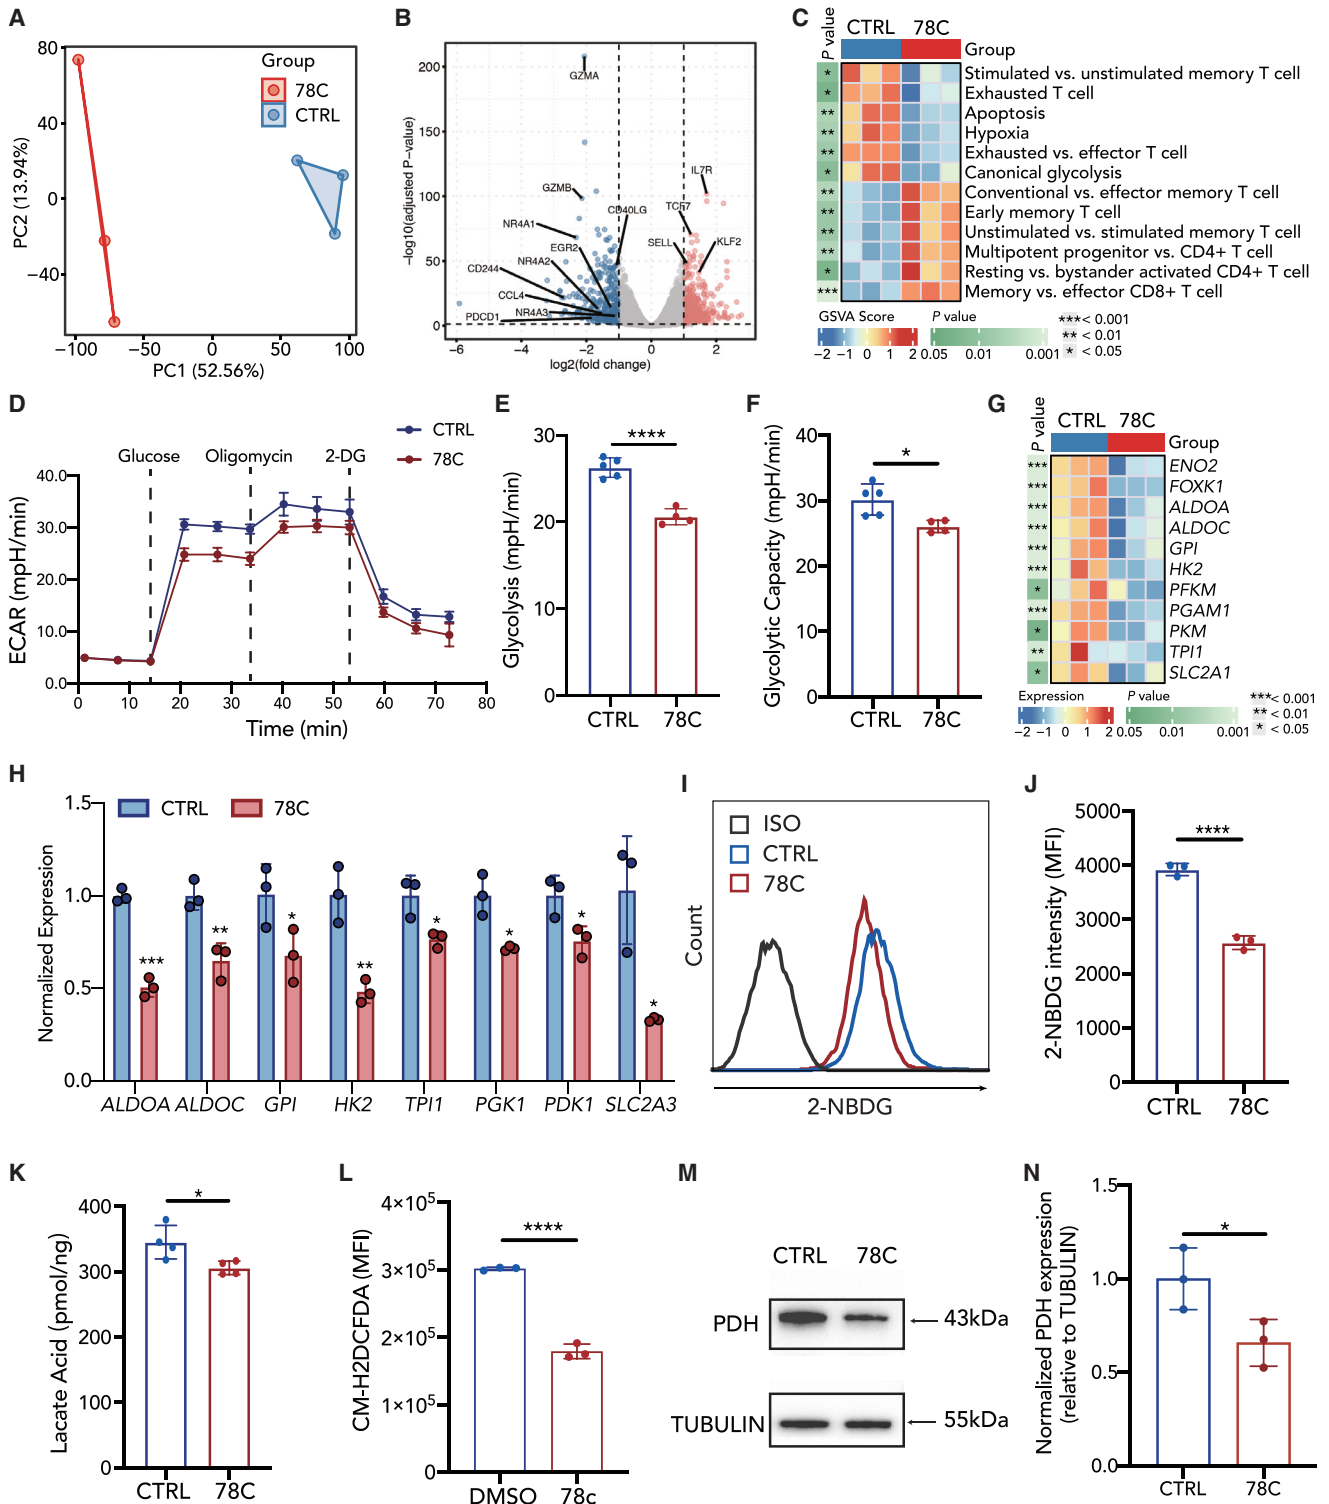 A
80
40
0
−40
−100
−50
0
50
100
PC1 (52.56%)
PC2 (13.94%)
Group
78C
CTRL
B
200
150
100
50
0
−6
−4
−2
0
2
log2(fold change)
−log10(adjusted P−value)
GZMA
GZMB
IL7R
NR4A1
CD40LG
TCF7
EGR2
SELL
KLF2
NR4A2
CD244
CCL4
NR4A3
PDCD1
C
P value
CTRL
78C
Group
* Stimulated vs. unstimulated memory T cell
* Exhausted T cell
** Apoptosis
** Hypoxia
** Exhausted vs. effector T cell
* Canonical glycolysis
** Conventional vs. effector memory T cell
** Early memory T cell
** Unstimulated vs. stimulated memory T cell
** Multipotent progenitor vs. CD4+ T cell
* Resting vs. bystander activated CD4+ T cell
*** Memory vs. effector CD8+ T cell
GSVA Score
−2 −1 0 1 2
P value
0.05 0.01 0.001
***< 0.001
** < 0.01
* < 0.05
D
CTRL
78C
Glucose
Oligomycin
2-DG
40.0
30.0
20.0
10.0
0.0
0 10 20 30 40 50 60 70 80
Time (min)
ECAR (mpH/min)
E
****
30
20
10
0
CTRL 78C
Glycolysis (mpH/min)
F
*
40
30
20
10
0
CTRL 78C
Glycolytic Capacity (mpH/min)
G
P value
CTRL
78C
Group
*** ENO2
*** FOXK1
*** ALDOA
*** ALDOC
*** GPI
*** HK2
* PFKM
*** PGAM1
* PKM
** TPI1
* SLC2A1
Expression
−2 −1 0 1 2
P value
0.05 0.01 0.001
***< 0.001
** < 0.01
* < 0.05
H
CTRL
78C
1.5
1.0
0.5
0.0
Normalized Expression
***
**
*
**
*
*
*
*
ALDOA ALDOC GPI HK2 TPI1 PGK1 PDK1 SLC2A3
I
ISO
CTRL
78C
Count
2-NBDG
J
****
5000
4000
3000
2000
1000
0
CTRL 78C
2-NBDG intensity (MFI)
K
*
400
300
200
100
0
CTRL 78C
Lacate Acid (pmol/ng)
L
****
4×10⁵
3×10⁵
2×10⁵
1×10⁵
0
DMSO 78c
CM-H2DCFDA (MFI)
M
CTRL 78C
PDH
43kDa
TUBULIN
55kDa
N
*
1.5
1.0
0.5
0.0
CTRL 78C
Normalized PDH expression
(relative to TUBULIN)